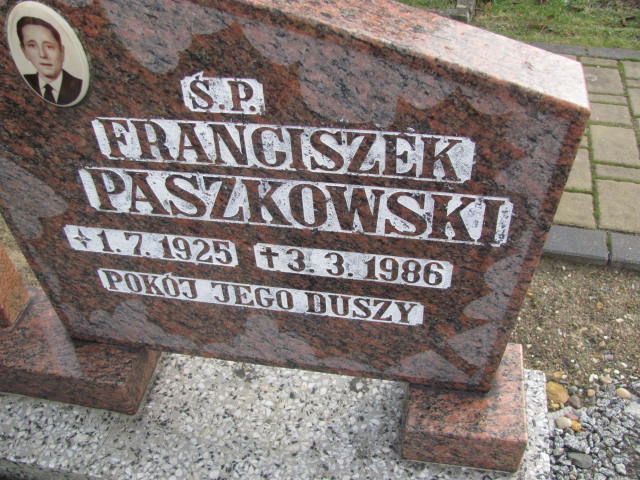 Ś.P.
FRANCISZEK
PASZKOWSKI
* 1.7.1925 † 3.3.1986
POKÓJ JEGO DUSZY